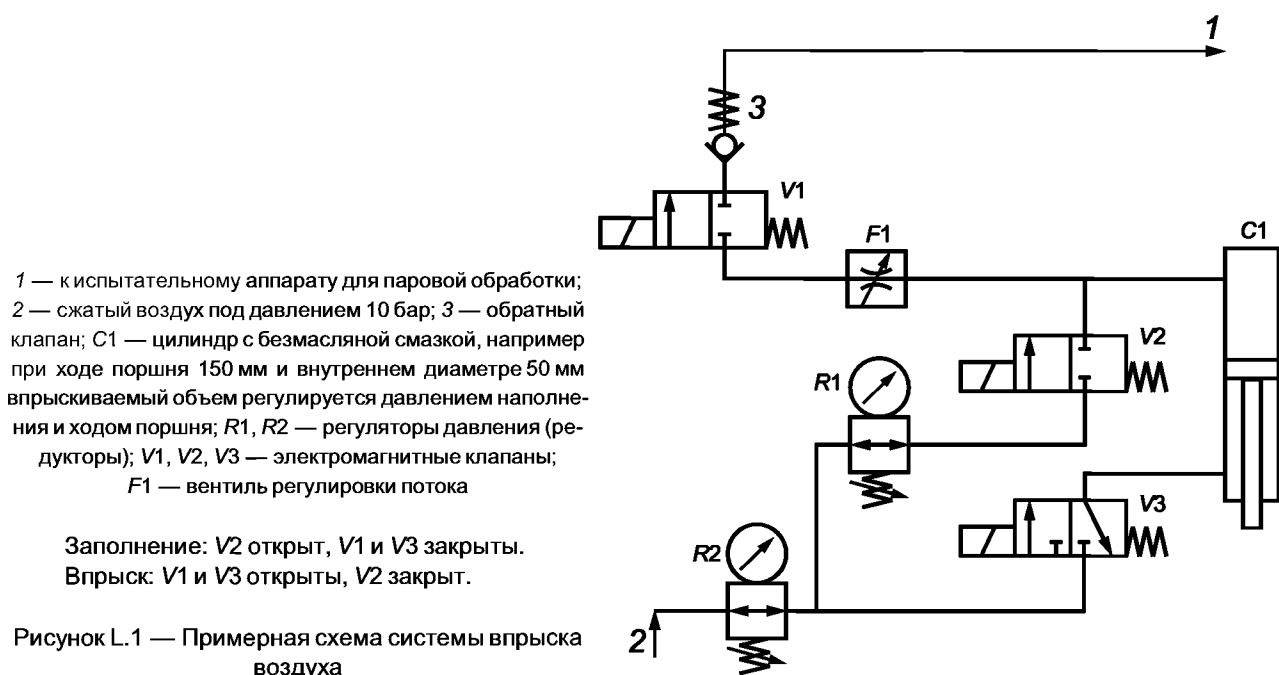 1 — к испытательному аппарату для паровой обработки;
2 — сжатый воздух под давлением 10 бар; 3 — обратный
клапан; C1 — цилиндр с безмасляной смазкой, например
при ходе поршня 150 мм и внутреннем диаметре 50 мм
впрыскиваемый объем регулируется давлением наполне-
ния и ходом поршня; R1, R2 — регуляторы давления (ре-
дукторы); V1, V2, V3 — электромагнитные клапаны;
F1 — вентиль регулировки потока
Заполнение: V2 открыт, V1 и V3 закрыты.
Впрыск: V1 и V3 открыты, V2 закрыт.
Рисунок L.1 — Примерная схема системы впрыска
воздуха
1
3
V1
F1
C1
V2
R1
V3
R2
2